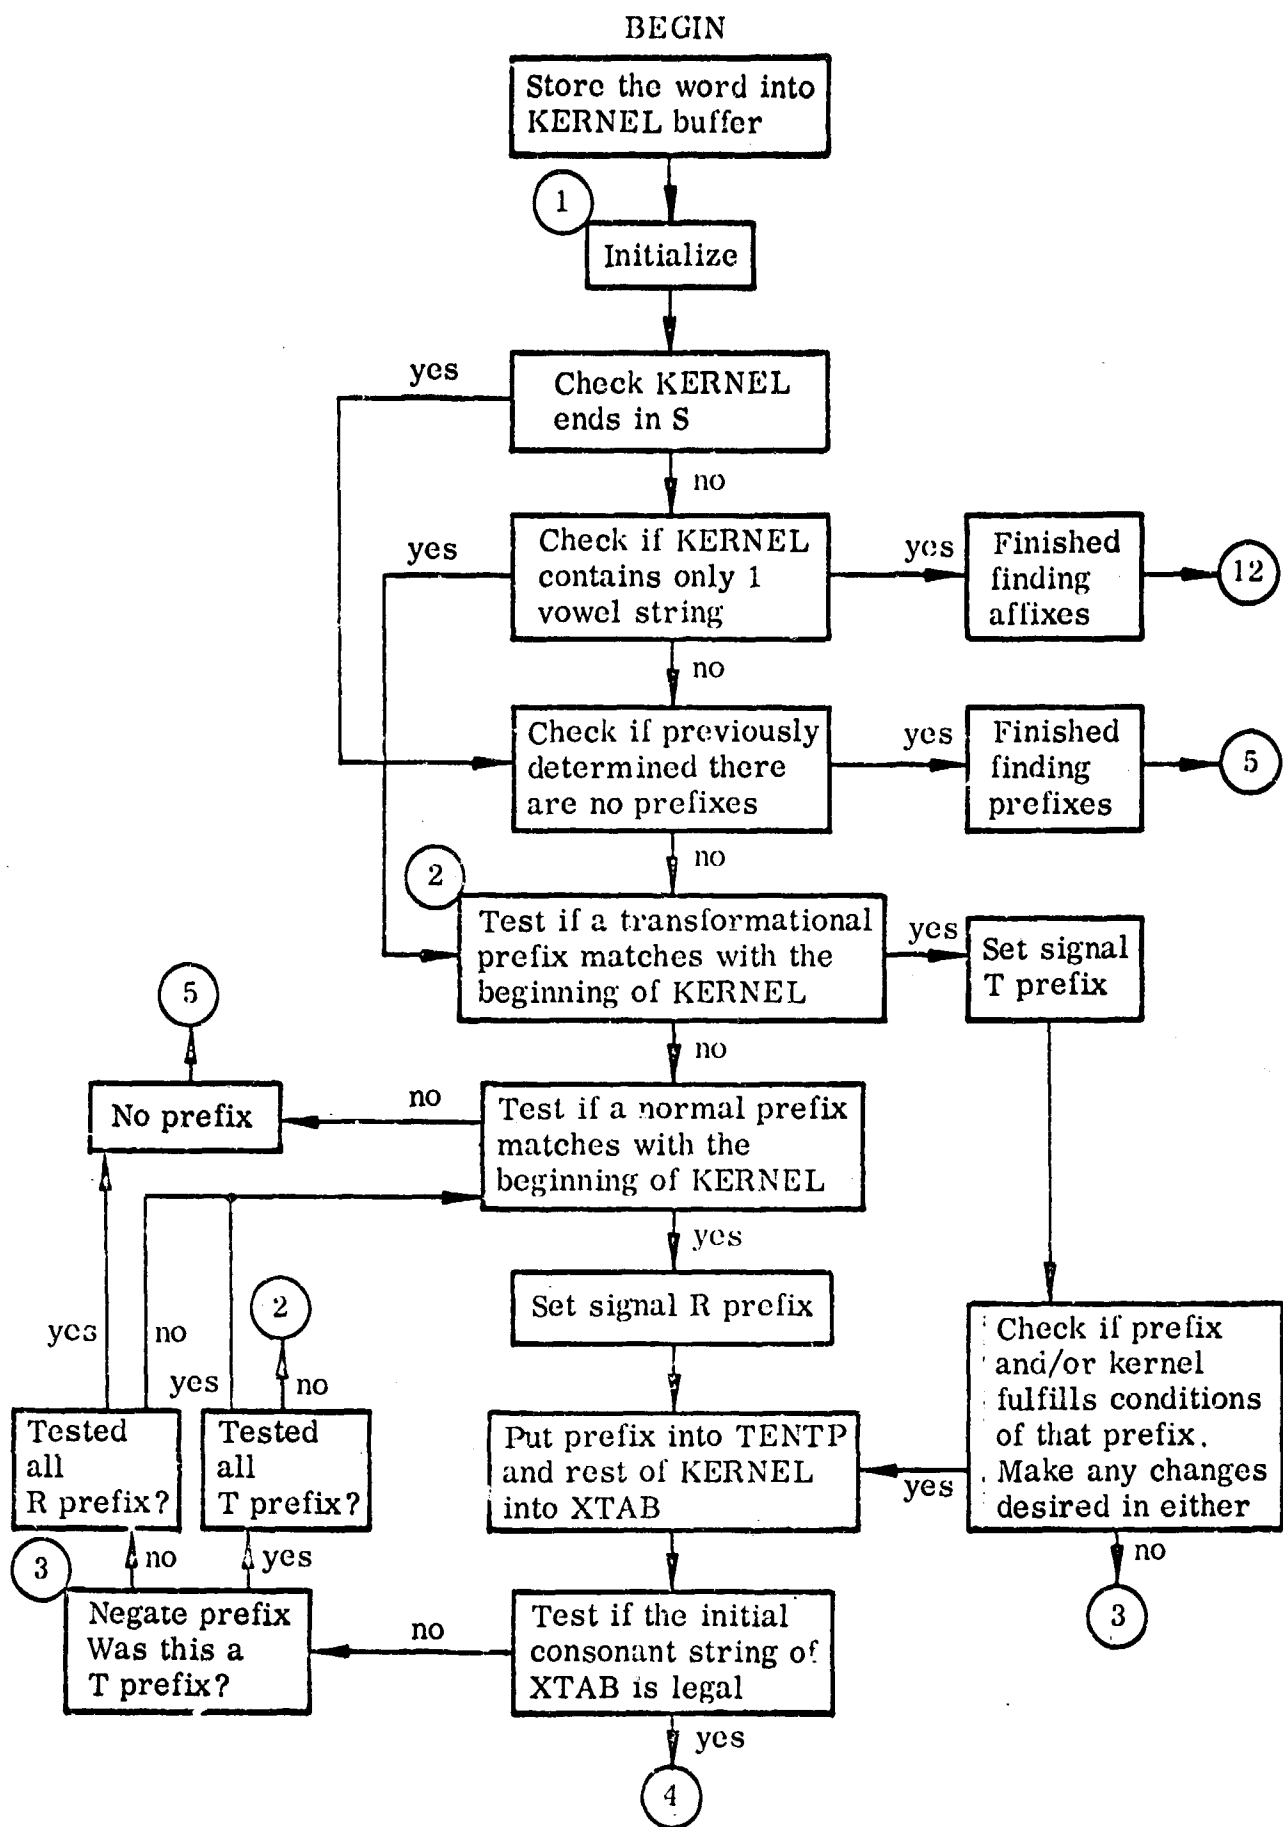 BEGIN
Store the word into
KERNEL buffer
1
Initialize
yes
Check KERNEL
ends in S
no
yes
Check if KERNEL
contains only 1
vowel string
yes
Finished
finding
affixes
12
no
Check if previously
determined there
are no prefixes
yes
Finished
finding
prefixes
5
no
2
Test if a transformational
prefix matches with the
beginning of KERNEL
yes
Set signal
T prefix
5
no
No prefix
no
Test if a normal prefix
matches with the
beginning of KERNEL
yes
Set signal R prefix
2
yes
no
yes
no
Check if prefix
and/or kernel
fulfills conditions
of that prefix.
Make any changes
desired in either
Tested
all
R prefix?
Tested
all
T prefix?
Put prefix into TENTP
and rest of KERNEL
into XTAB
yes
no
3
3
no
yes
Negate prefix
Was this a
T prefix?
no
Test if the initial
consonant string of
XTAB is legal
yes
4